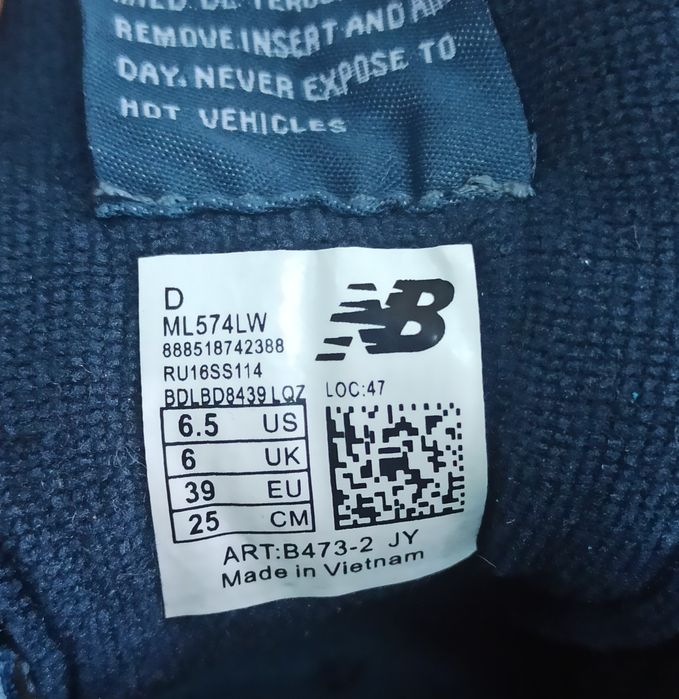 REMOVE.INSERT AND
DAY. NEVER EXPOSE TO
HOT VEHICLES
D
ML574LW
888518742388
RU16SS114
BDLBD8439 LQZ
NB
LOC:47
6.5 US
6 UK
39 EU
25 CM
ART:B473-2 JY
Made in Vietnam